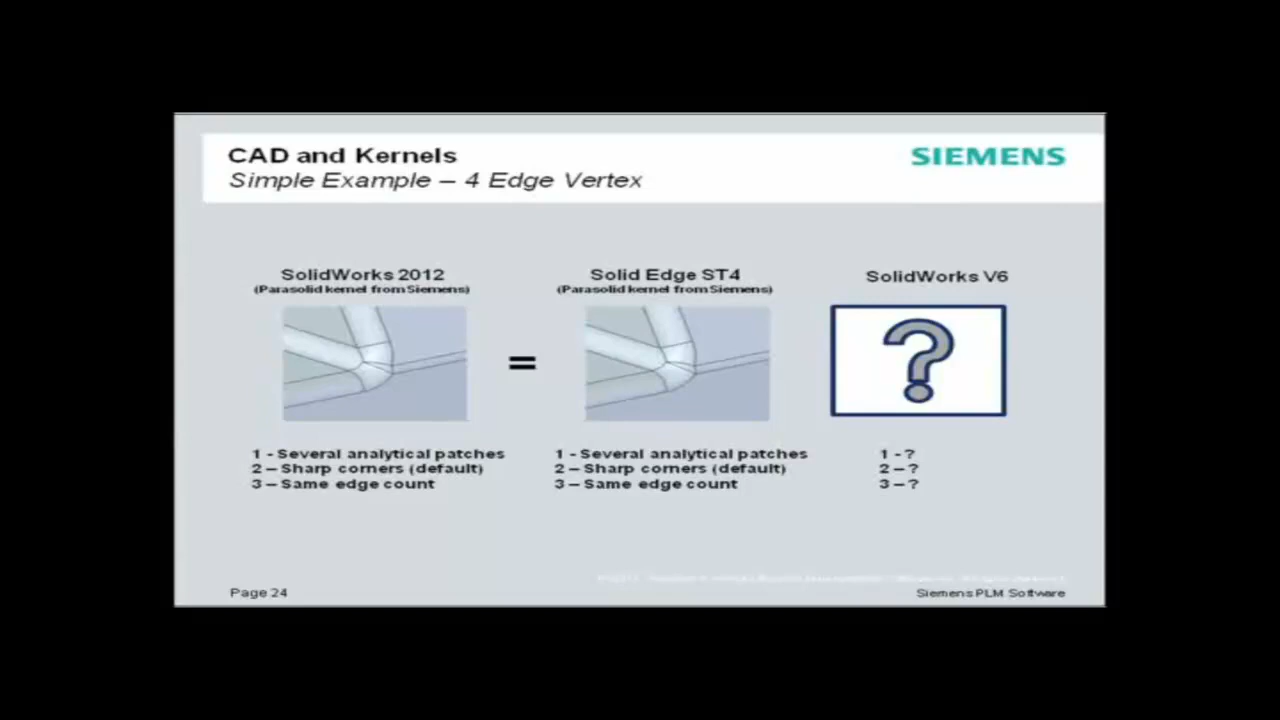 CAD and Kernels
SIEMENS
Simple Example – 4 Edge Vertex
SolidWorks 2012
(Parasolid kernel from Siemens)
Solid Edge ST4
(Parasolid kernel from Siemens)
SolidWorks V6
=
?
1 - Several analytical patches
2 – Sharp corners (default)
3 – Same edge count
1 - Several analytical patches
2 – Sharp corners (default)
3 – Same edge count
1 - ?
2 – ?
3 – ?
Page 24
Siemens PLM Software